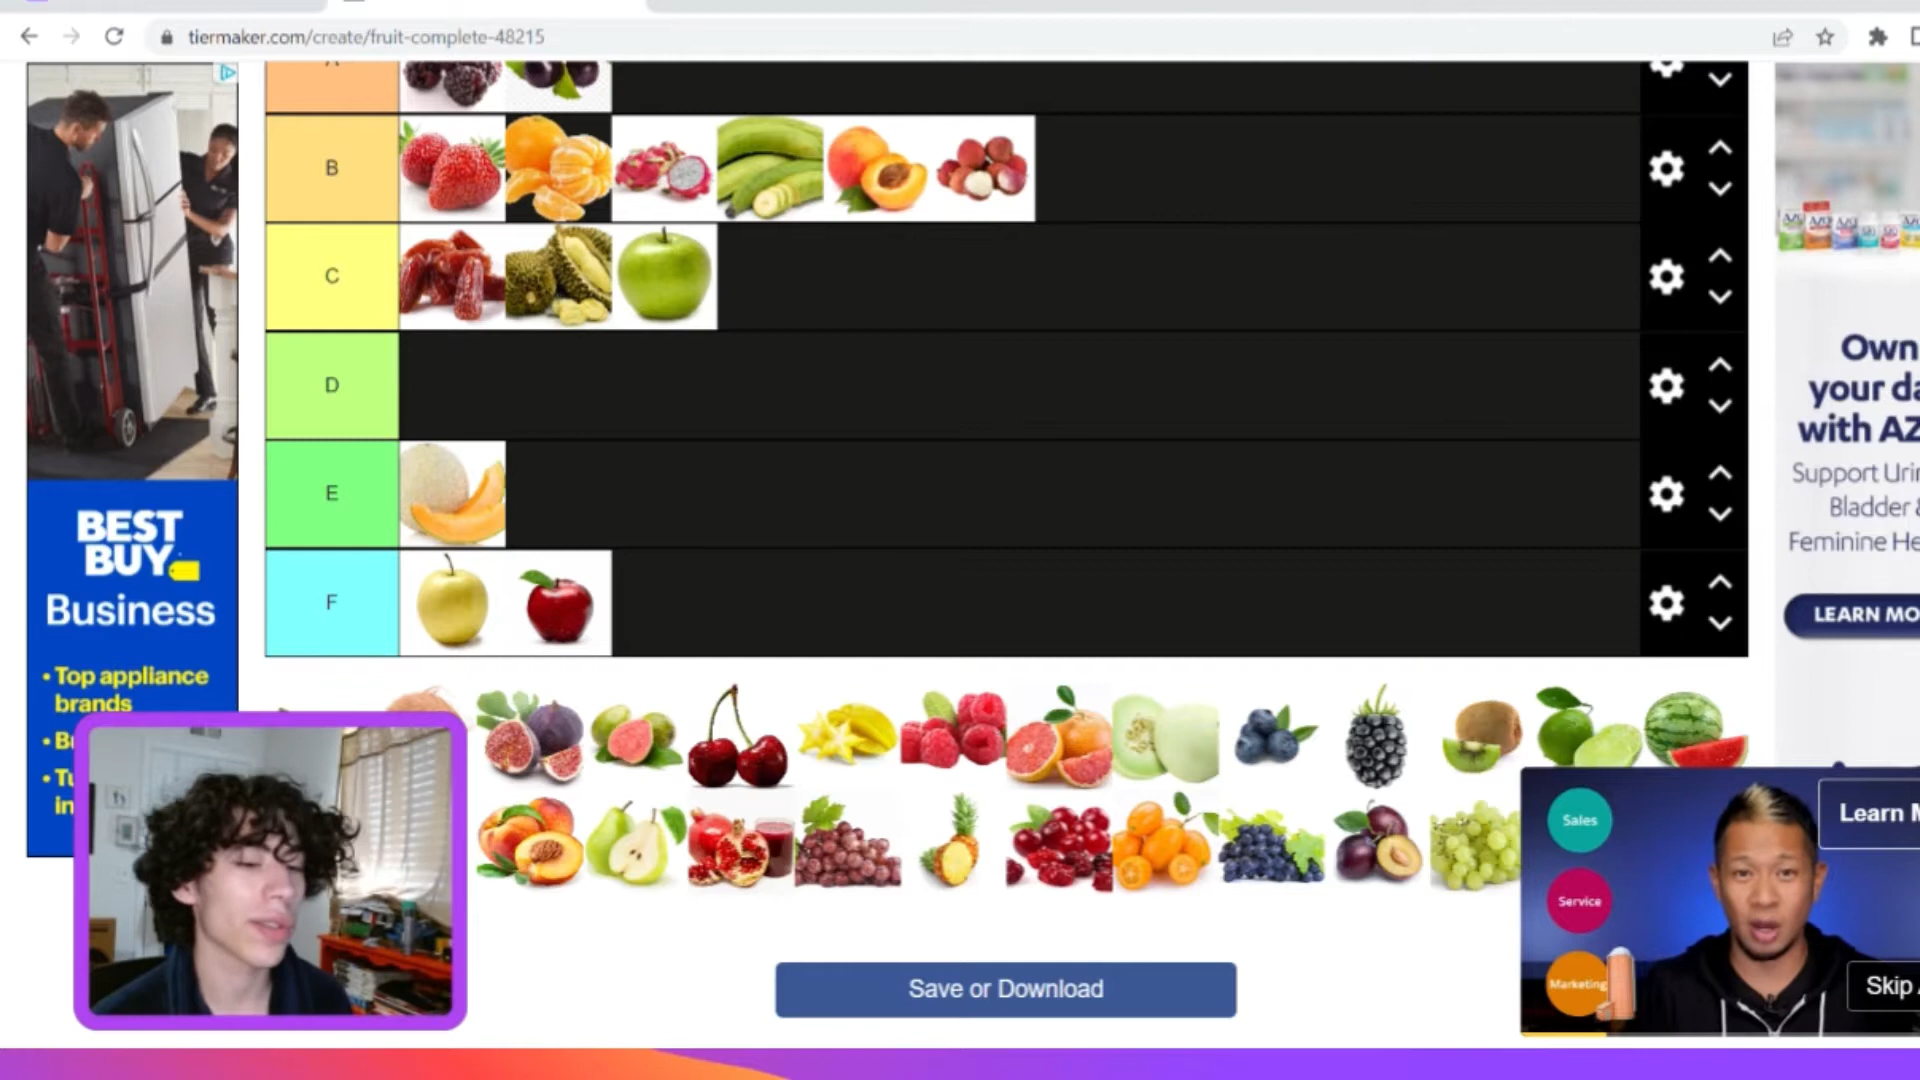 tiermaker.com/create/fruit-complete-48215
B
C
D
E
F
BEST
BUY
Business
• Top appliance
brands
Own
your da
with AZ
Support Urin
Bladder &
Feminine He
LEARN MO
Sales
Service
Marketing
Learn M
Skip
Save or Download